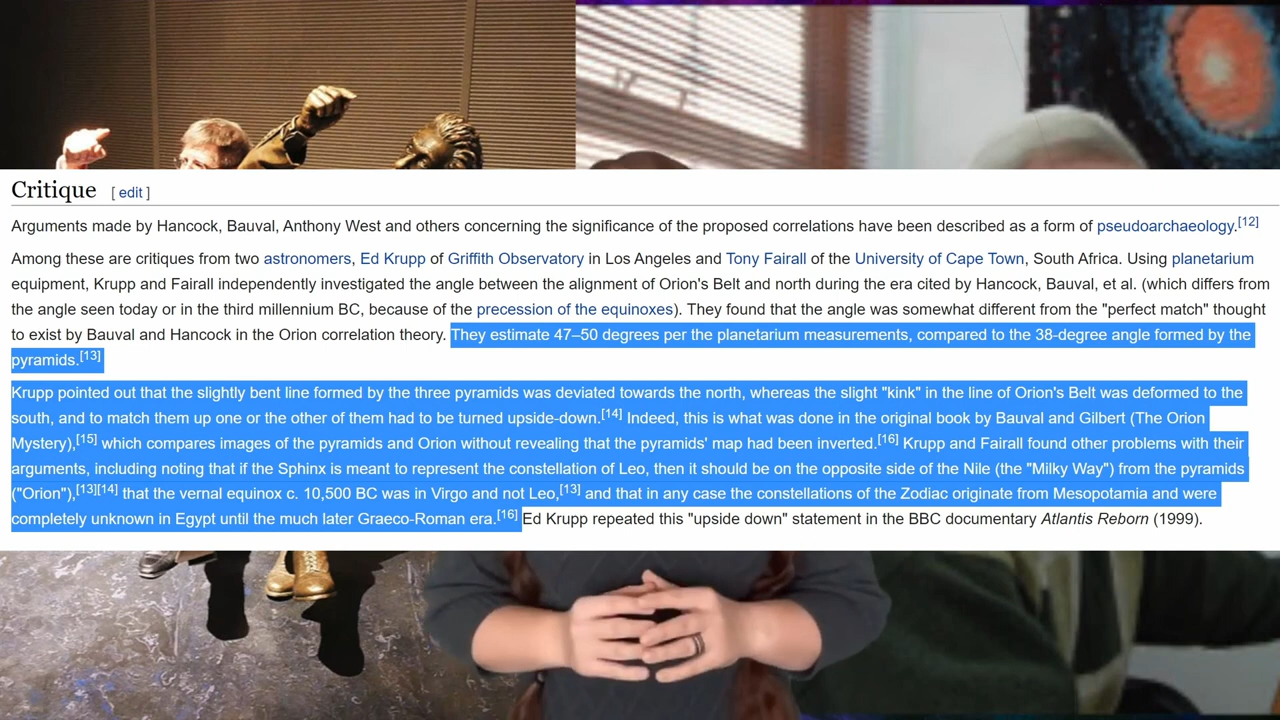 Critique [ edit ]
Arguments made by Hancock, Bauval, Anthony West and others concerning the significance of the proposed correlations have been described as a form of pseudoarchaeology.[12]
Among these are critiques from two astronomers, Ed Krupp of Griffith Observatory in Los Angeles and Tony Fairall of the University of Cape Town, South Africa. Using planetarium
equipment, Krupp and Fairall independently investigated the angle between the alignment of Orion's Belt and north during the era cited by Hancock, Bauval, et al. (which differs from
the angle seen today or in the third millennium BC, because of the precession of the equinoxes). They found that the angle was somewhat different from the "perfect match" thought
to exist by Bauval and Hancock in the Orion correlation theory. They estimate 47–50 degrees per the planetarium measurements, compared to the 38-degree angle formed by the
pyramids.[13]
Krupp pointed out that the slightly bent line formed by the three pyramids was deviated towards the north, whereas the slight "kink" in the line of Orion's Belt was deformed to the
south, and to match them up one or the other of them had to be turned upside-down.[14] Indeed, this is what was done in the original book by Bauval and Gilbert (The Orion
Mystery),[15] which compares images of the pyramids and Orion without revealing that the pyramids' map had been inverted.[16] Krupp and Fairall found other problems with their
arguments, including noting that if the Sphinx is meant to represent the constellation of Leo, then it should be on the opposite side of the Nile (the "Milky Way") from the pyramids
("Orion"),[13][14] that the vernal equinox c. 10,500 BC was in Virgo and not Leo,[13] and that in any case the constellations of the Zodiac originate from Mesopotamia and were
completely unknown in Egypt until the much later Graeco-Roman era.[16] Ed Krupp repeated this "upside down" statement in the BBC documentary Atlantis Reborn (1999).